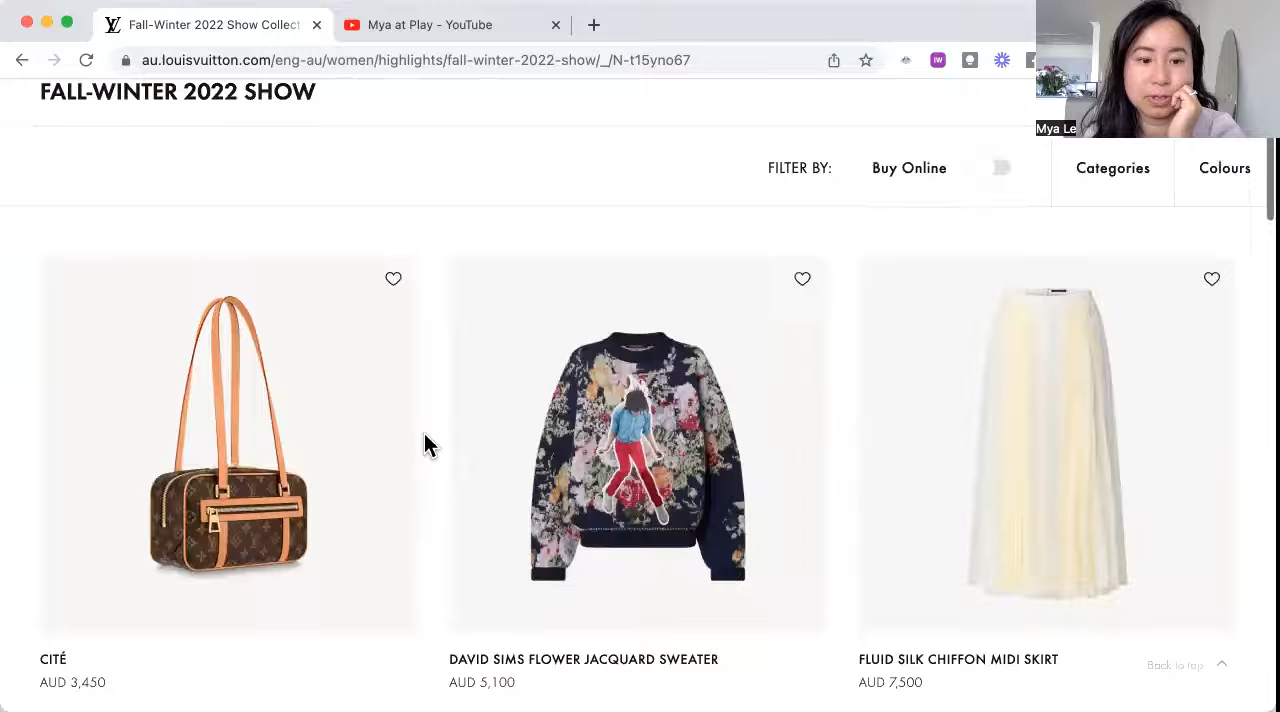 Fall-Winter 2022 Show Collect
Mya at Play - YouTube
au.louisvuitton.com/eng-au/women/highlights/fall-winter-2022-show/_/N-t15yno67
Mya Le
FALL-WINTER 2022 SHOW
FILTER BY:
Buy Online
Categories
Colours
CITÉ
AUD 3,450
DAVID SIMS FLOWER JACQUARD SWEATER
AUD 5,100
FLUID SILK CHIFFON MIDI SKIRT
AUD 7,500
Back to top